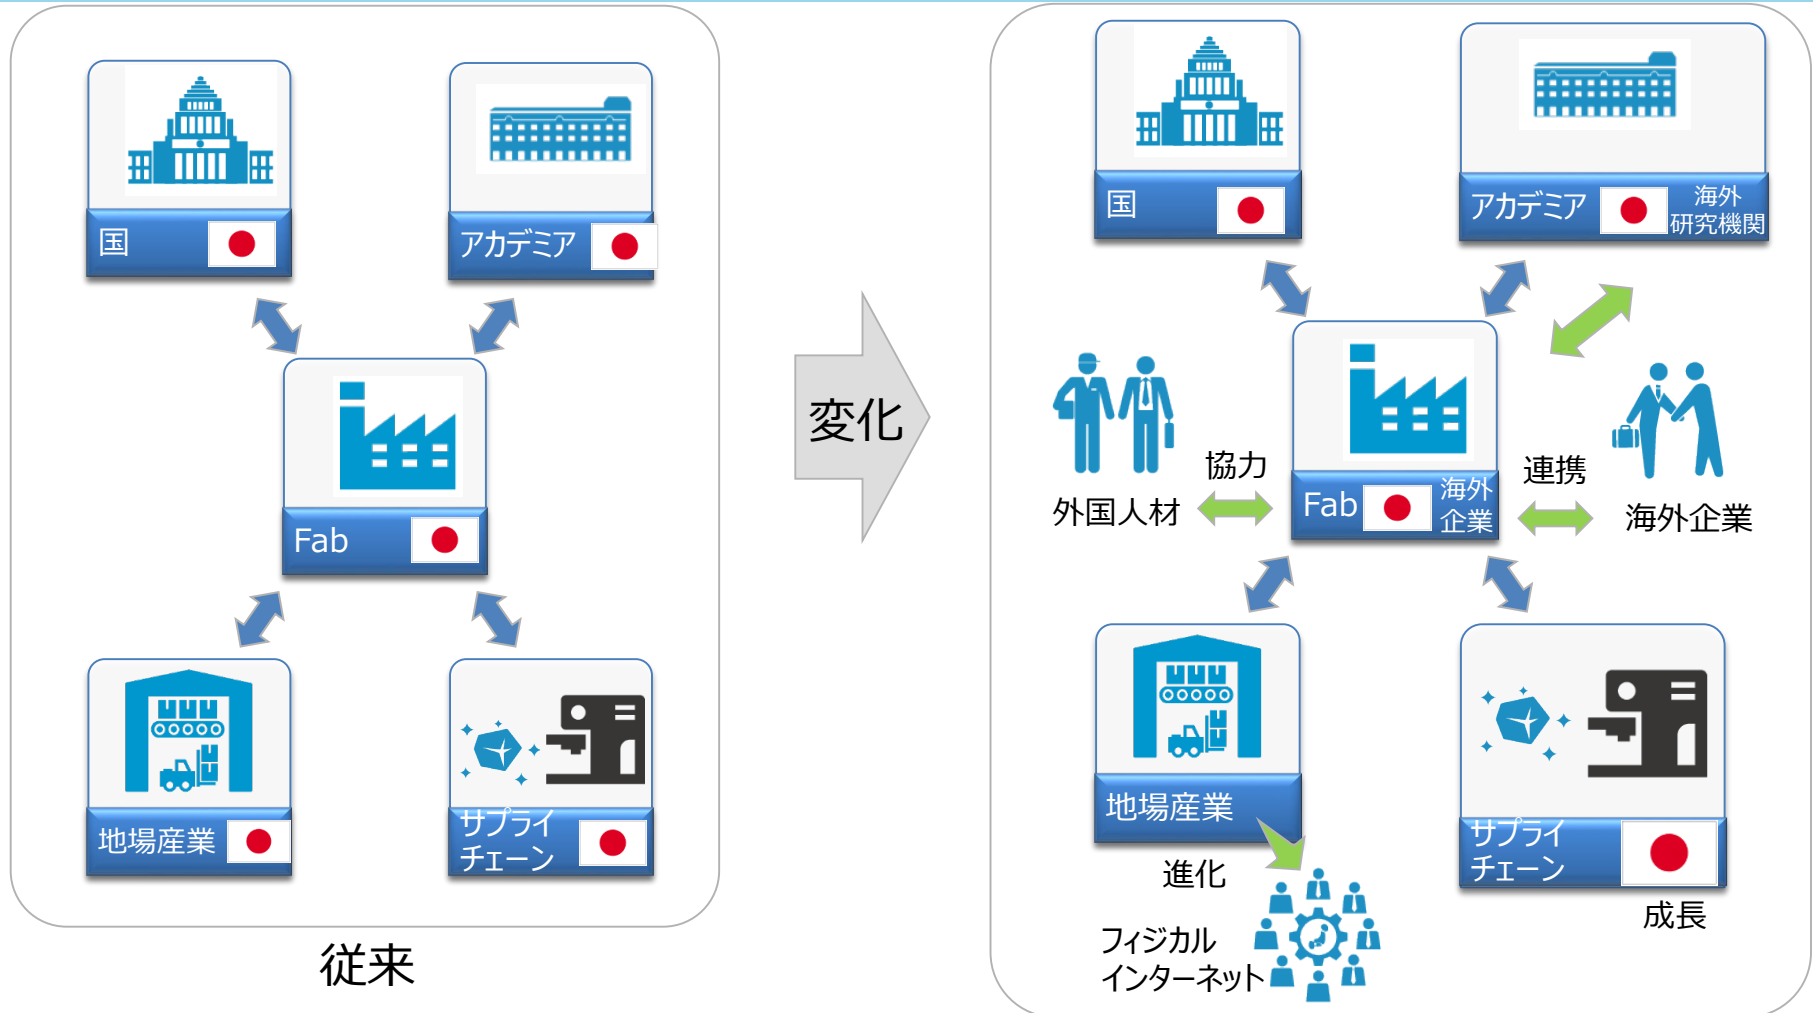 国
アカデミア
Fab
地場産業
サプライ
チェーン
従来
変化
国
アカデミア
海外
研究機関
外国人材
協力
Fab
海外
企業
連携
海外企業
地場産業
進化
フィジカル
インターネット
サプライ
チェーン
成長